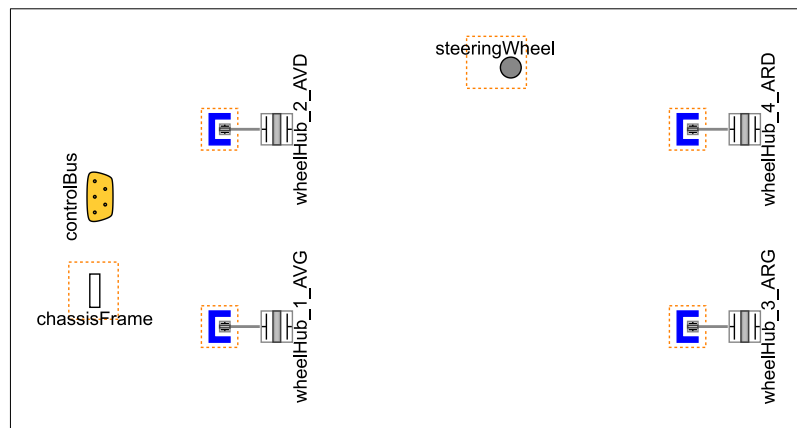 steeringWheel
wheelHub_2_AVD
wheelHub_4_ARD
controlBus
chassisFrame
wheelHub_1_AVG
wheelHub_3_ARG